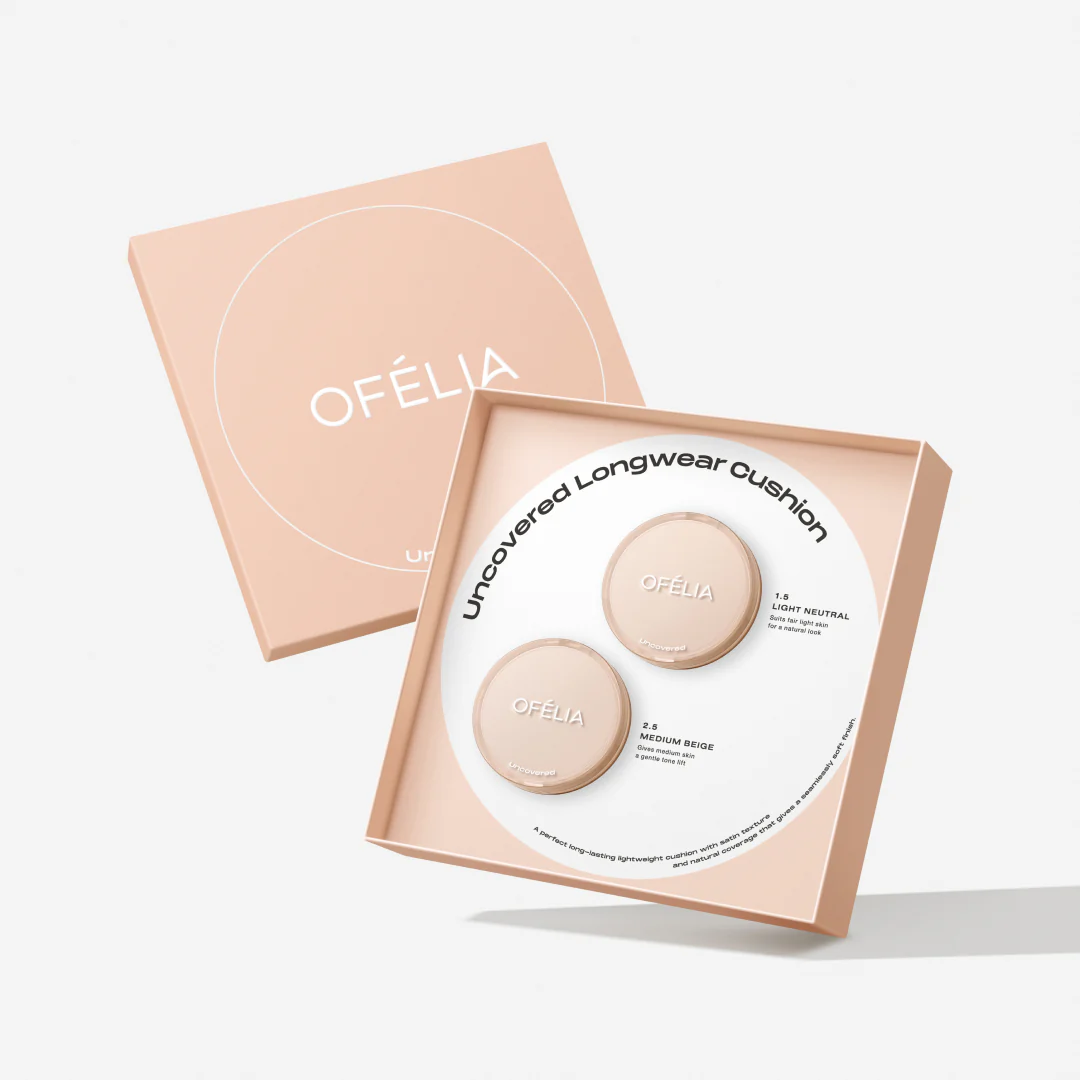 OFÉLIA
Uncovered Longwear Cushion
OFÉLIA
Uncovered
1.5
LIGHT NEUTRAL
Suits fair light skin
for a natural look
OFÉLIA
Uncovered
2.5
MEDIUM BEIGE
Gives medium skin
a gentle tone lift
A perfect long-lasting lightweight cushion with satin texture
and natural coverage that gives a seamlessly soft finish.